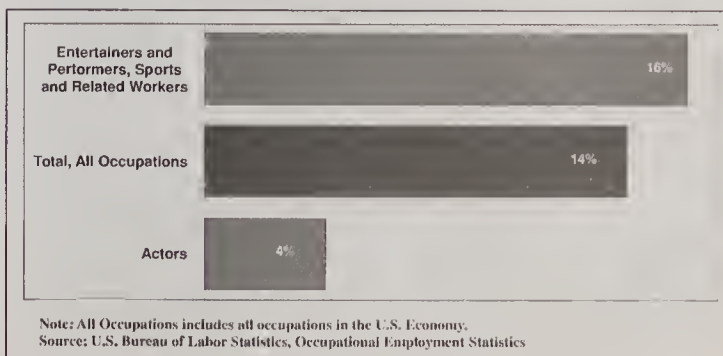 Entertainers and
Performers, Sports
and Related Workers
16%
Total, All Occupations
14%
Actors
4%
Note: All Occupations includes all occupations in the U.S. Economy.
Source: U.S. Bureau of Labor Statistics, Occupational Employment Statistics